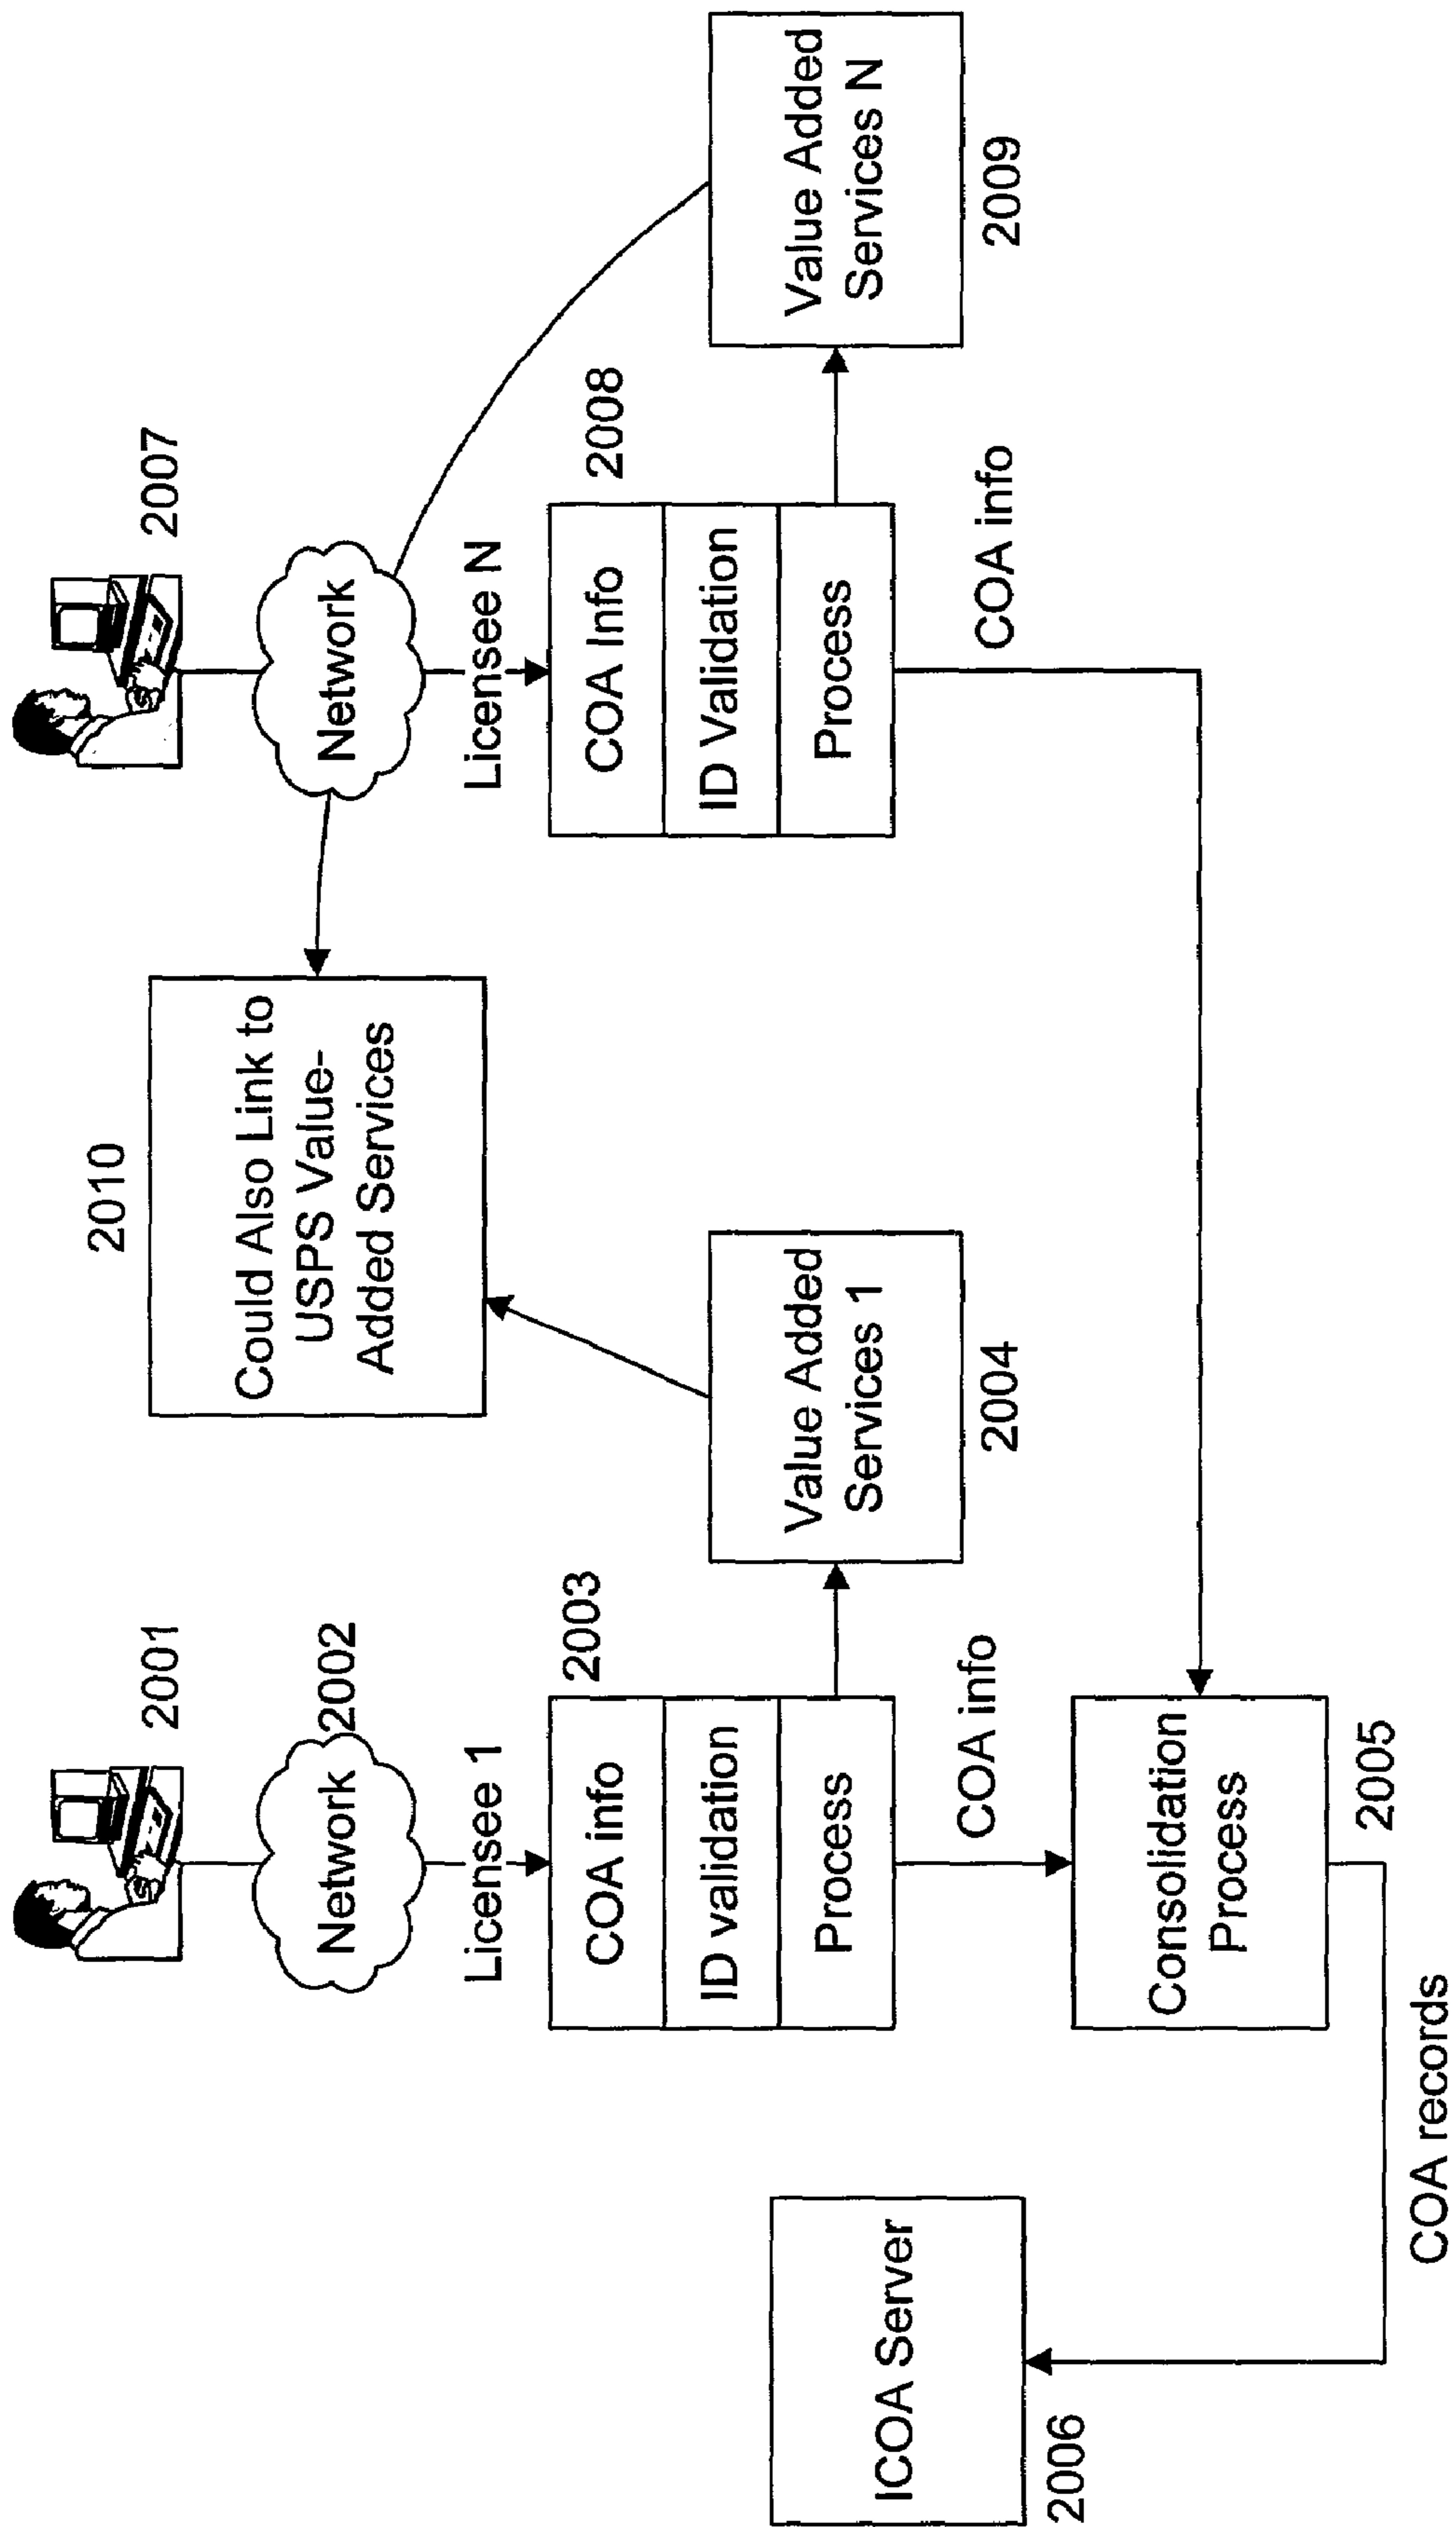 2001
Network
2002
Licensee 1
2003
COA info
ID validation
Process
Value Added
Services 1
2004
COA info
Consolidation
Process
2005
COA records
ICOA Server
2006
2010
Could Also Link to
USPS Value-
Added Services
2007
Network
Licensee N
2008
COA Info
ID Validation
Process
COA info
Value Added
Services N
2009